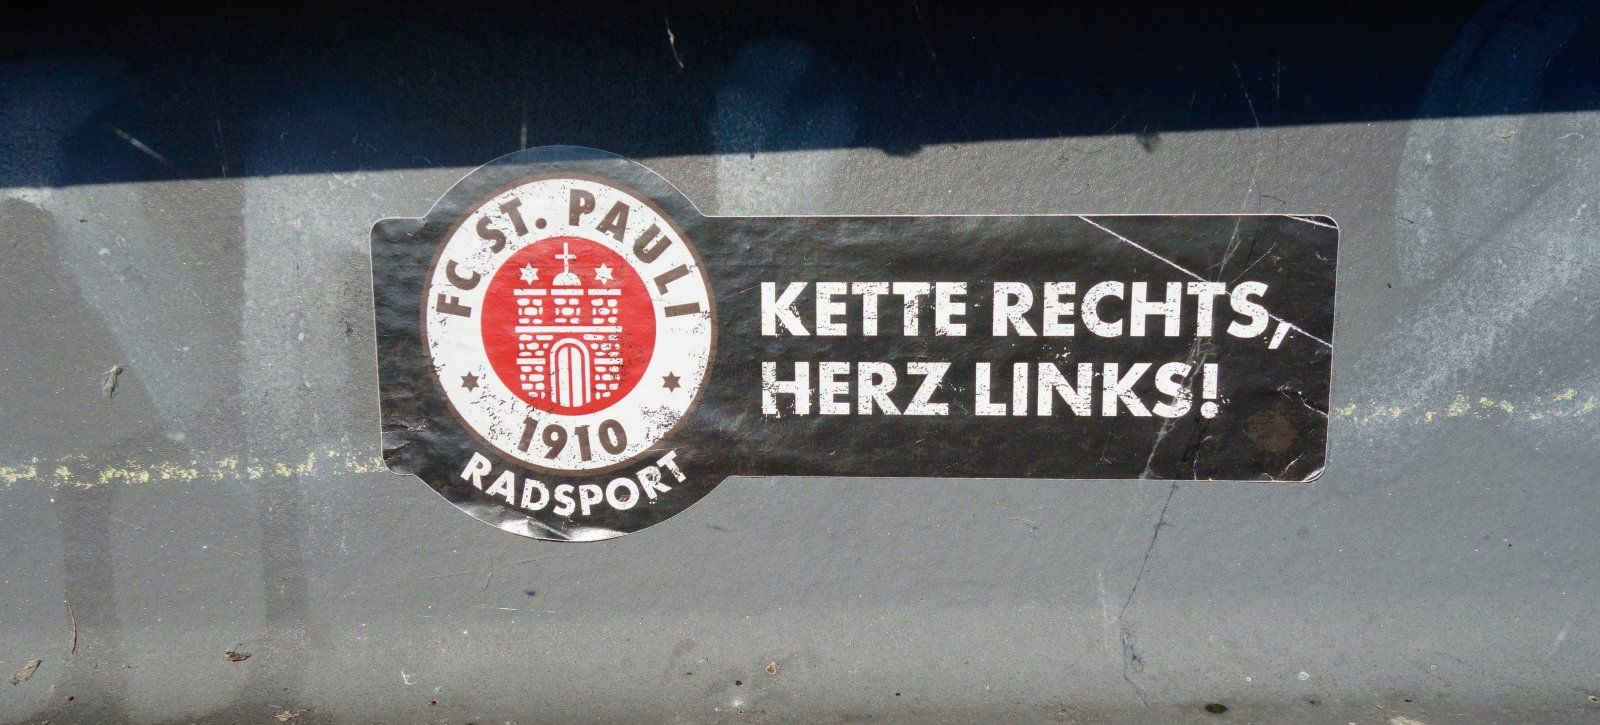 FC ST. PAULI
1910
RADSPORT
KETTE RECHTS,
HERZ LINKS!